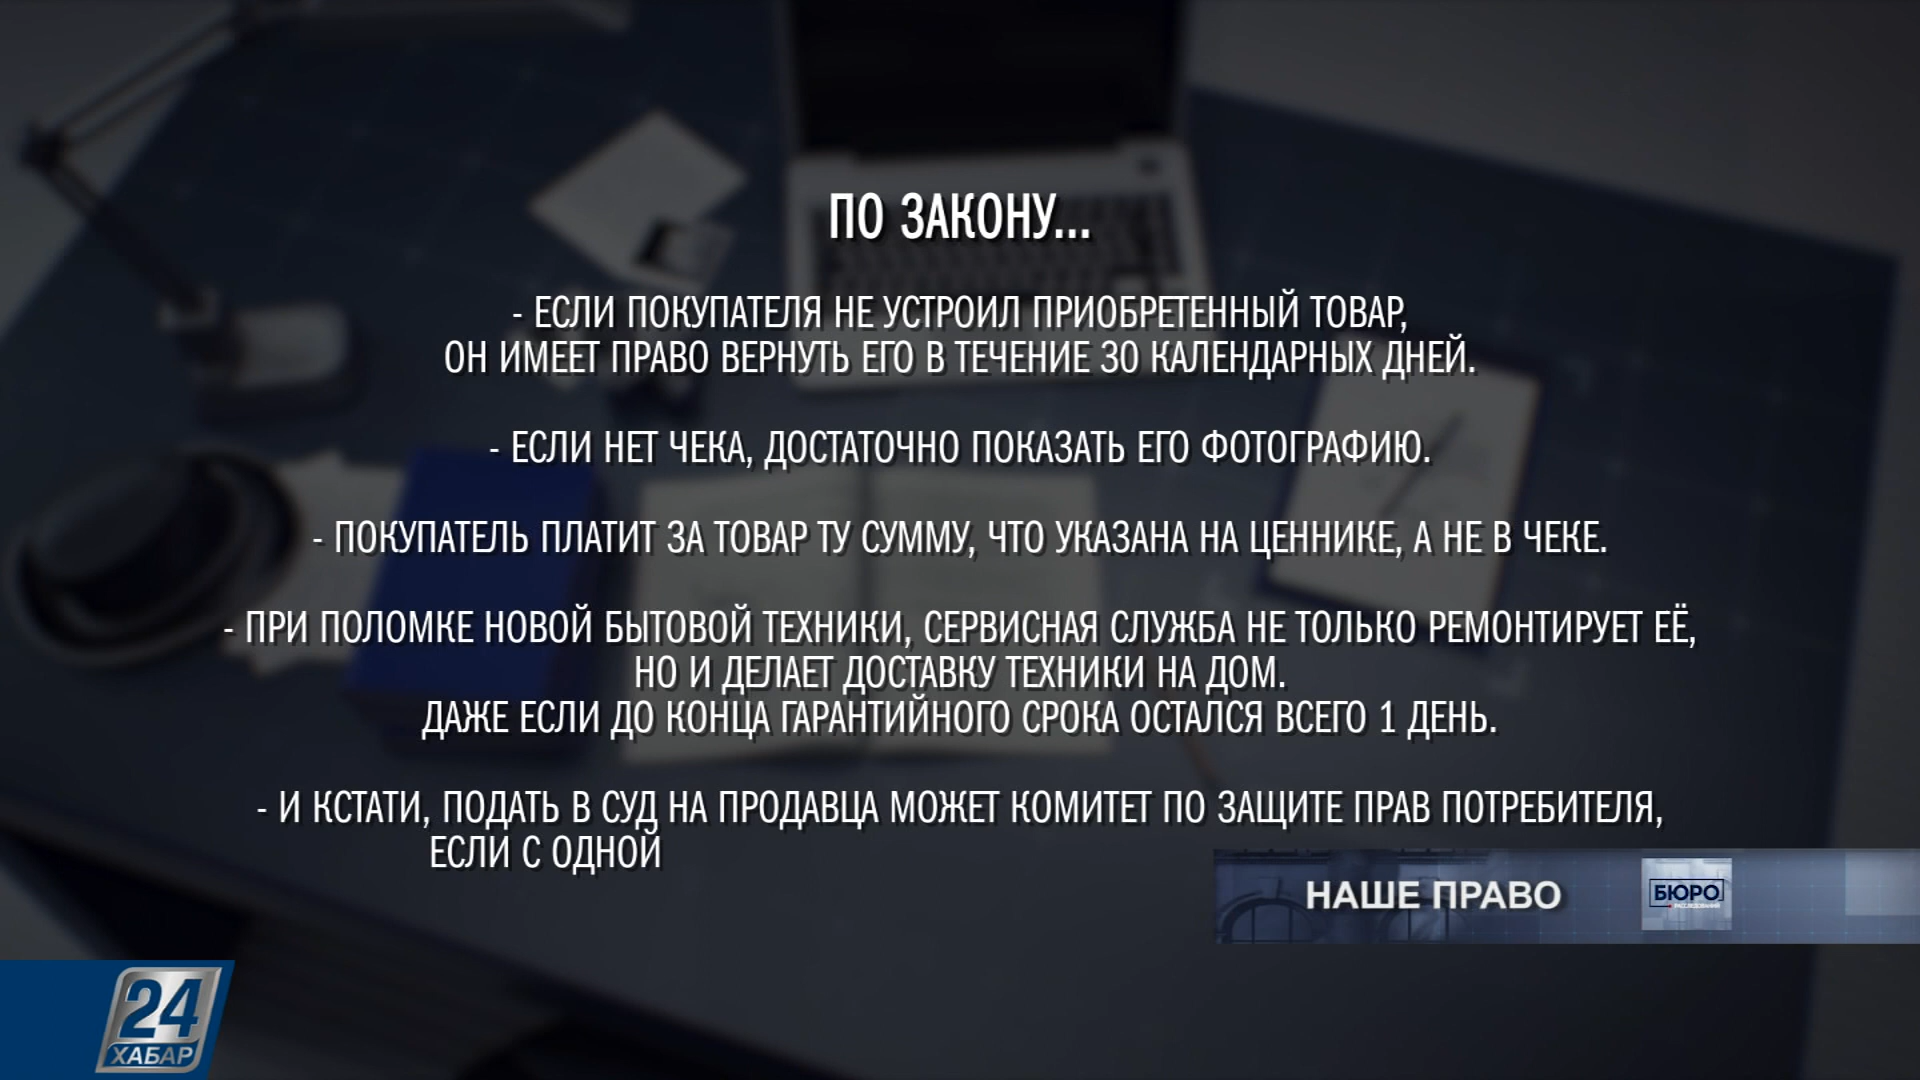 ПО ЗАКОНУ...
- ЕСЛИ ПОКУПАТЕЛЯ НЕ УСТРОИЛ ПРИОБРЕТЕННЫЙ ТОВАР,
ОН ИМЕЕТ ПРАВО ВЕРНУТЬ ЕГО В ТЕЧЕНИЕ 30 КАЛЕНДАРНЫХ ДНЕЙ.
- ЕСЛИ НЕТ ЧЕКА, ДОСТАТОЧНО ПОКАЗАТЬ ЕГО ФОТОГРАФИЮ.
- ПОКУПАТЕЛЬ ПЛАТИТ ЗА ТОВАР ТУ СУММУ, ЧТО УКАЗАНА НА ЦЕННИКЕ, А НЕ В ЧЕКЕ.
- ПРИ ПОЛОМКЕ НОВОЙ БЫТОВОЙ ТЕХНИКИ, СЕРВИСНАЯ СЛУЖБА НЕ ТОЛЬКО РЕМОНТИРУЕТ ЕЁ,
НО И ДЕЛАЕТ ДОСТАВКУ ТЕХНИКИ НА ДОМ.
ДАЖЕ ЕСЛИ ДО КОНЦА ГАРАНТИЙНОГО СРОКА ОСТАЛСЯ ВСЕГО 1 ДЕНЬ.
- И КСТАТИ, ПОДАТЬ В СУД НА ПРОДАВЦА МОЖЕТ КОМИТЕТ ПО ЗАЩИТЕ ПРАВ ПОТРЕБИТЕЛЯ,
ЕСЛИ С ОДНОЙ
НАШЕ ПРАВО
БЮРО
РАССЛЕДОВАНИЙ
24
ХАБАР